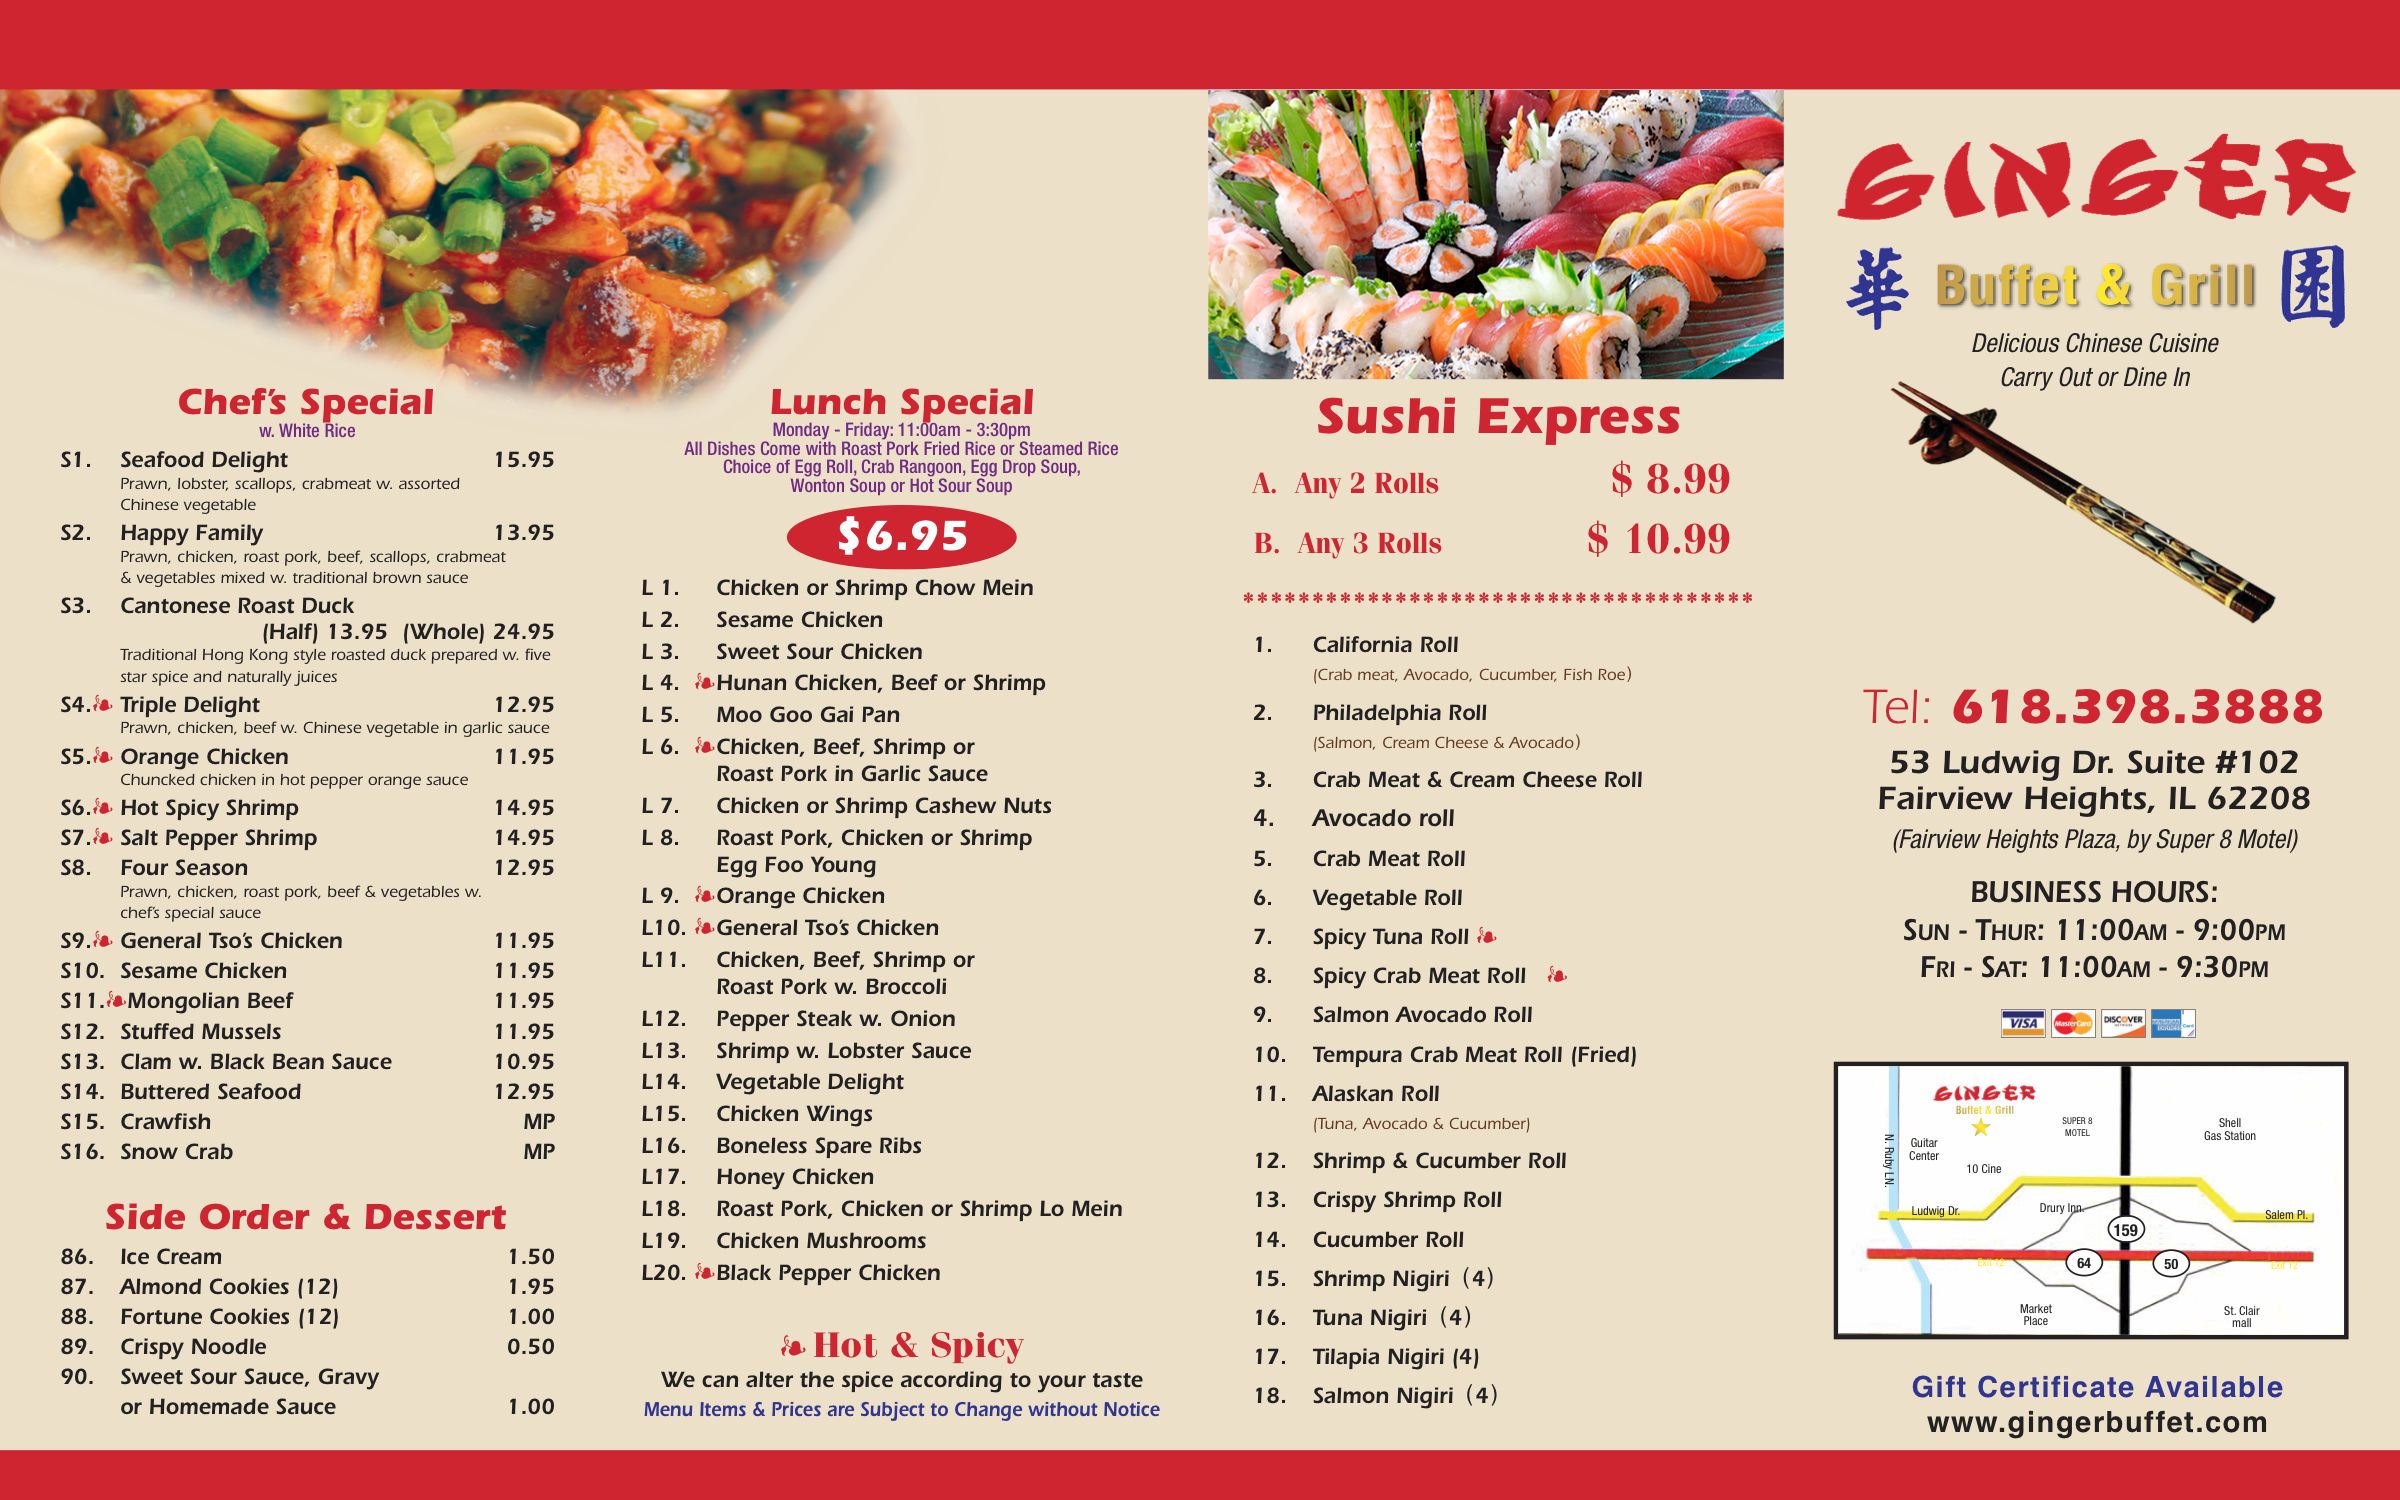 Chef's Special
w. White Rice
S1. Seafood Delight 15.95
Prawn, lobster, scallops, crabmeat w. assorted
Chinese vegetable
S2. Happy Family 13.95
Prawn, chicken, roast pork, beef, scallops, crabmeat
& vegetables mixed w. traditional brown sauce
S3. Cantonese Roast Duck
(Half) 13.95 (Whole) 24.95
Traditional Hong Kong style roasted duck prepared w. five
star spice and naturally juices
S4. Triple Delight 12.95
Prawn, chicken, beef w. Chinese vegetable in garlic sauce
S5. Orange Chicken 11.95
Chuncked chicken in hot pepper orange sauce
S6. Hot Spicy Shrimp 14.95
S7. Salt Pepper Shrimp 14.95
S8. Four Season 12.95
Prawn, chicken, roast pork, beef & vegetables w.
chef's special sauce
S9. General Tso's Chicken 11.95
S10. Sesame Chicken 11.95
S11. Mongolian Beef 11.95
S12. Stuffed Mussels 11.95
S13. Clam w. Black Bean Sauce 10.95
S14. Buttered Seafood 12.95
S15. Crawfish MP
S16. Snow Crab MP
Side Order & Dessert
86. Ice Cream 1.50
87. Almond Cookies (12) 1.95
88. Fortune Cookies (12) 1.00
89. Crispy Noodle 0.50
90. Sweet Sour Sauce, Gravy
or Homemade Sauce 1.00
Lunch Special
Monday - Friday: 11:00am - 3:30pm
All Dishes Come with Roast Pork Fried Rice or Steamed Rice
Choice of Egg Roll, Crab Rangoon, Egg Drop Soup,
Wonton Soup or Hot Sour Soup
$6.95
L 1. Chicken or Shrimp Chow Mein
L 2. Sesame Chicken
L 3. Sweet Sour Chicken
L 4. Hunan Chicken, Beef or Shrimp
L 5. Moo Goo Gai Pan
L 6. Chicken, Beef, Shrimp or
Roast Pork in Garlic Sauce
L 7. Chicken or Shrimp Cashew Nuts
L 8. Roast Pork, Chicken or Shrimp
Egg Foo Young
L 9. Orange Chicken
L10. General Tso's Chicken
L11. Chicken, Beef, Shrimp or
Roast Pork w. Broccoli
L12. Pepper Steak w. Onion
L13. Shrimp w. Lobster Sauce
L14. Vegetable Delight
L15. Chicken Wings
L16. Boneless Spare Ribs
L17. Honey Chicken
L18. Roast Pork, Chicken or Shrimp Lo Mein
L19. Chicken Mushrooms
L20. Black Pepper Chicken
Hot & Spicy
We can alter the spice according to your taste
Menu Items & Prices are Subject to Change without Notice
Sushi Express
A. Any 2 Rolls $ 8.99
B. Any 3 Rolls $ 10.99
*************************************
1. California Roll
(Crab meat, Avocado, Cucumber, Fish Roe)
2. Philadelphia Roll
(Salmon, Cream Cheese & Avocado)
3. Crab Meat & Cream Cheese Roll
4. Avocado roll
5. Crab Meat Roll
6. Vegetable Roll
7. Spicy Tuna Roll
8. Spicy Crab Meat Roll
9. Salmon Avocado Roll
10. Tempura Crab Meat Roll (Fried)
11. Alaskan Roll
(Tuna, Avocado & Cucumber)
12. Shrimp & Cucumber Roll
13. Crispy Shrimp Roll
14. Cucumber Roll
15. Shrimp Nigiri (4)
16. Tuna Nigiri (4)
17. Tilapia Nigiri (4)
18. Salmon Nigiri (4)
GINGER
華 Buffet & Grill 園
Delicious Chinese Cuisine
Carry Out or Dine In
Tel: 618.398.3888
53 Ludwig Dr. Suite #102
Fairview Heights, IL 62208
(Fairview Heights Plaza, by Super 8 Motel)
BUSINESS HOURS:
SUN - THUR: 11:00AM - 9:00PM
FRI - SAT: 11:00AM - 9:30PM
VISA MasterCard DISCOVER
GINGER
Buffet & Grill
SUPER 8
MOTEL
Shell
Gas Station
N. Ruby LN.
Guitar
Center
10 Cine
Ludwig Dr.
Drury Inn.
Salem Pl.
159
Exit 12
64
50
Exit 12
Market
Place
St. Clair
mall
Gift Certificate Available
www.gingerbuffet.com